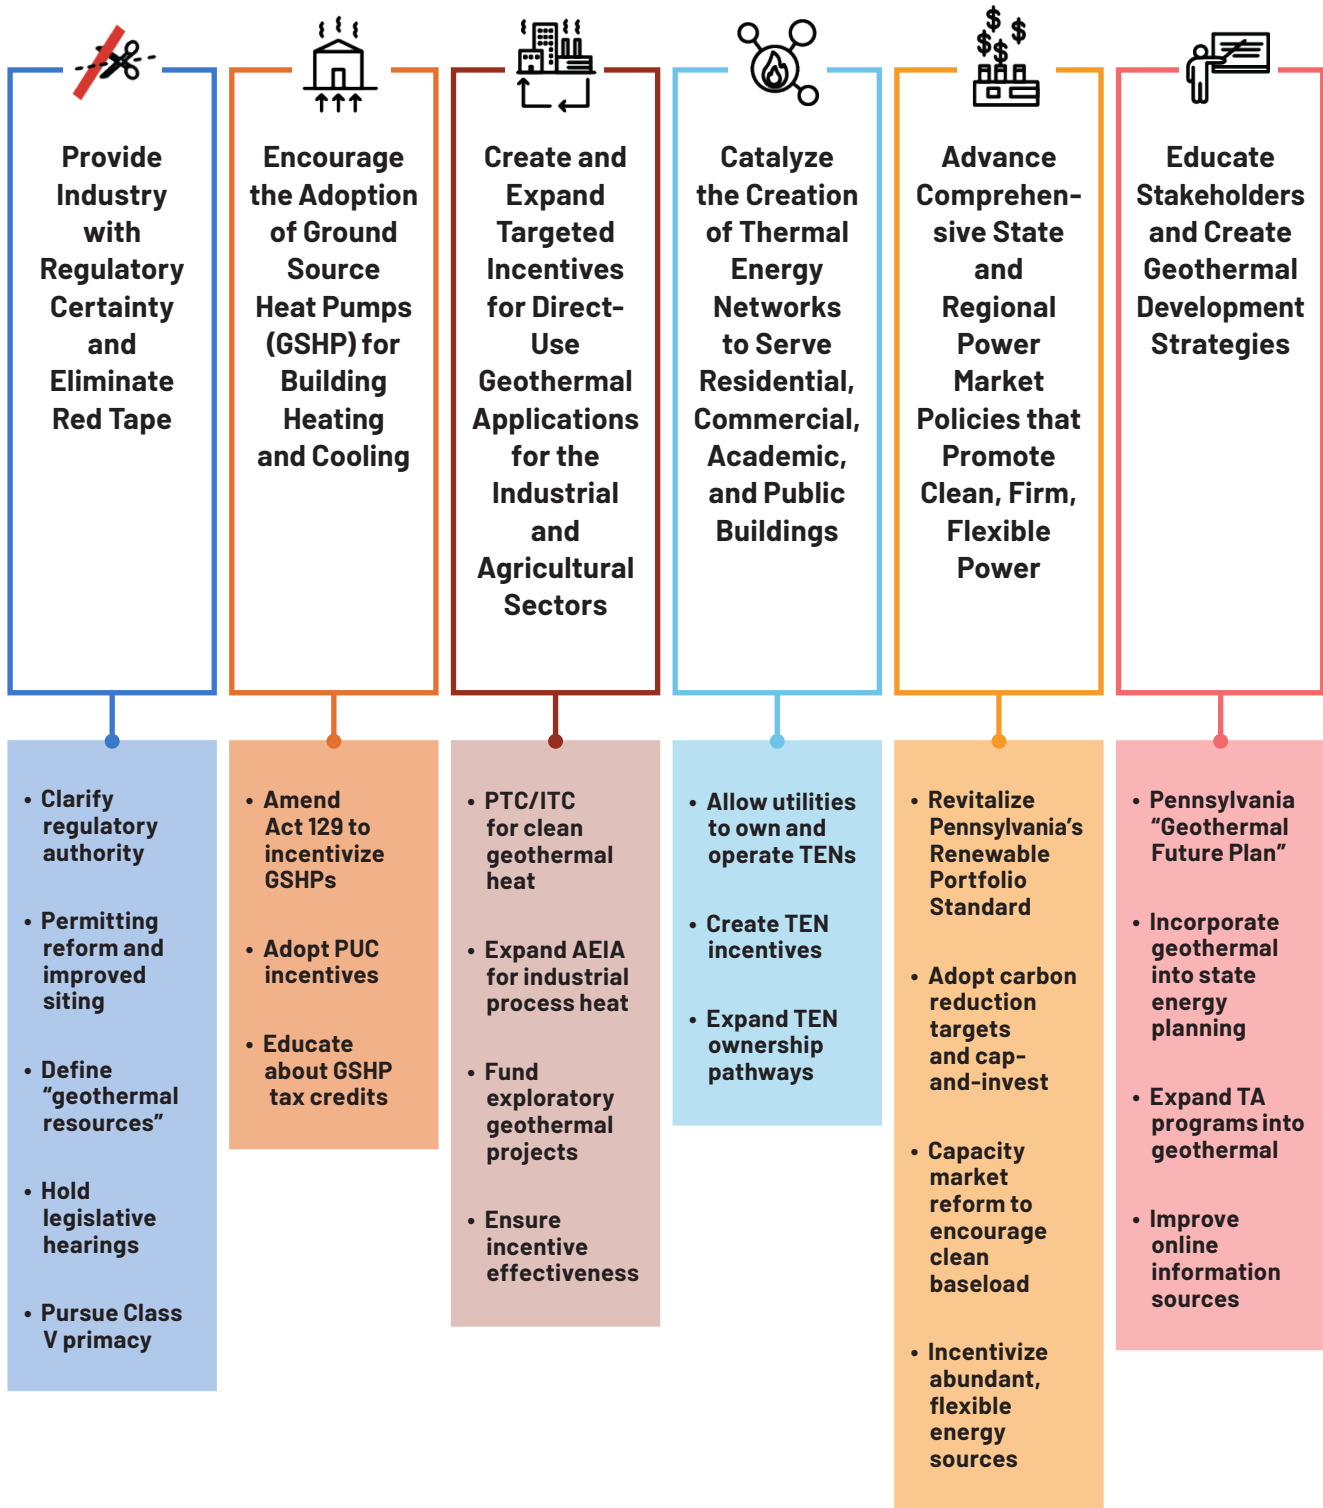 Provide
Industry
with
Regulatory
Certainty
and
Eliminate
Red Tape
Encourage
the Adoption
of Ground
Source
Heat Pumps
(GSHP) for
Building
Heating
and Cooling
Create and
Expand
Targeted
Incentives
for Direct-
Use
Geothermal
Applications
for the
Industrial
and
Agricultural
Sectors
Catalyze
the Creation
of Thermal
Energy
Networks
to Serve
Residential,
Commercial,
Academic,
and Public
Buildings
$
$
$
$
$
Advance
Comprehen-
sive State
and
Regional
Power
Market
Policies that
Promote
Clean, Firm,
Flexible
Power
Educate
Stakeholders
and Create
Geothermal
Development
Strategies
• Clarify
regulatory
authority
• Permitting
reform and
improved
siting
• Define
“geothermal
resources”
• Hold
legislative
hearings
• Pursue Class
V primacy
• Amend
Act 129 to
incentivize
GSHPs
• Adopt PUC
incentives
• Educate
about GSHP
tax credits
• PTC/ITC
for clean
geothermal
heat
• Expand AEIA
for industrial
process heat
• Fund
exploratory
geothermal
projects
• Ensure
incentive
effectiveness
• Allow utilities
to own and
operate TENs
• Create TEN
incentives
• Expand TEN
ownership
pathways
• Revitalize
Pennsylvania’s
Renewable
Portfolio
Standard
• Adopt carbon
reduction
targets
and cap-
and-invest
• Capacity
market
reform to
encourage
clean
baseload
• Incentivize
abundant,
flexible
energy
sources
• Pennsylvania
“Geothermal
Future Plan”
• Incorporate
geothermal
into state
energy
planning
• Expand TA
programs into
geothermal
• Improve
online
information
sources